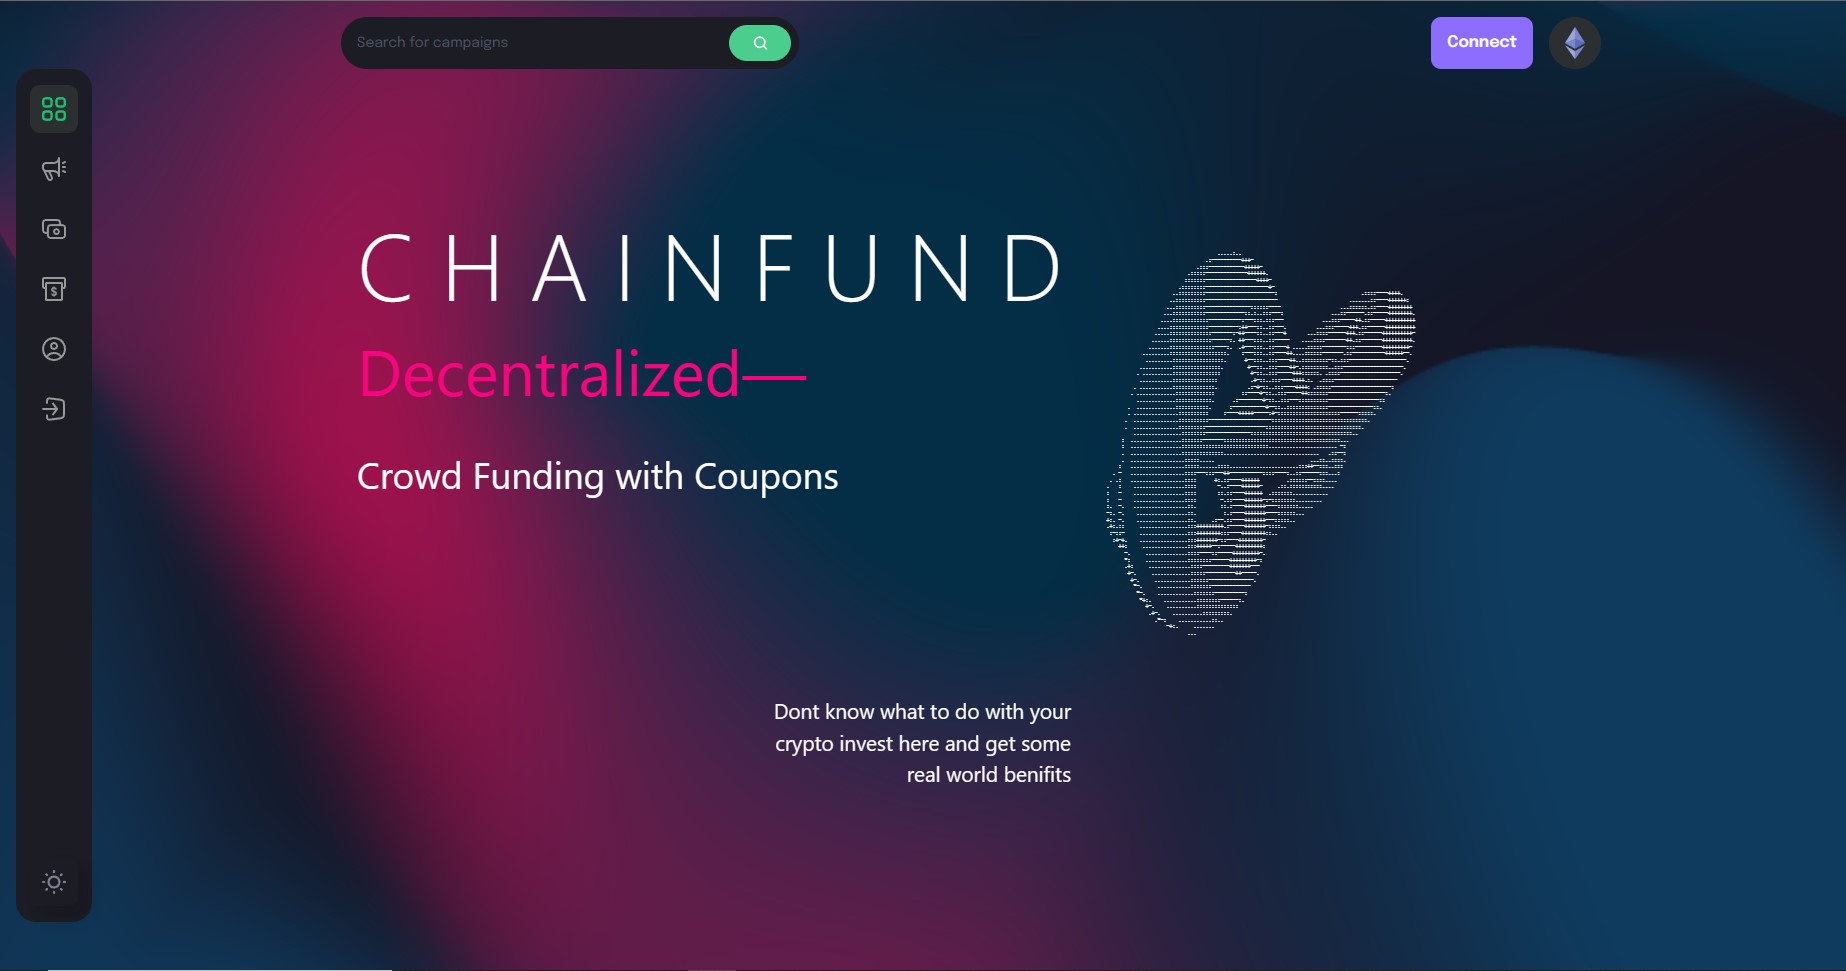 Search for campaigns
Connect
CHAINFUND
Decentralized—
Crowd Funding with Coupons
Dont know what to do with your
crypto invest here and get some
real world benifits